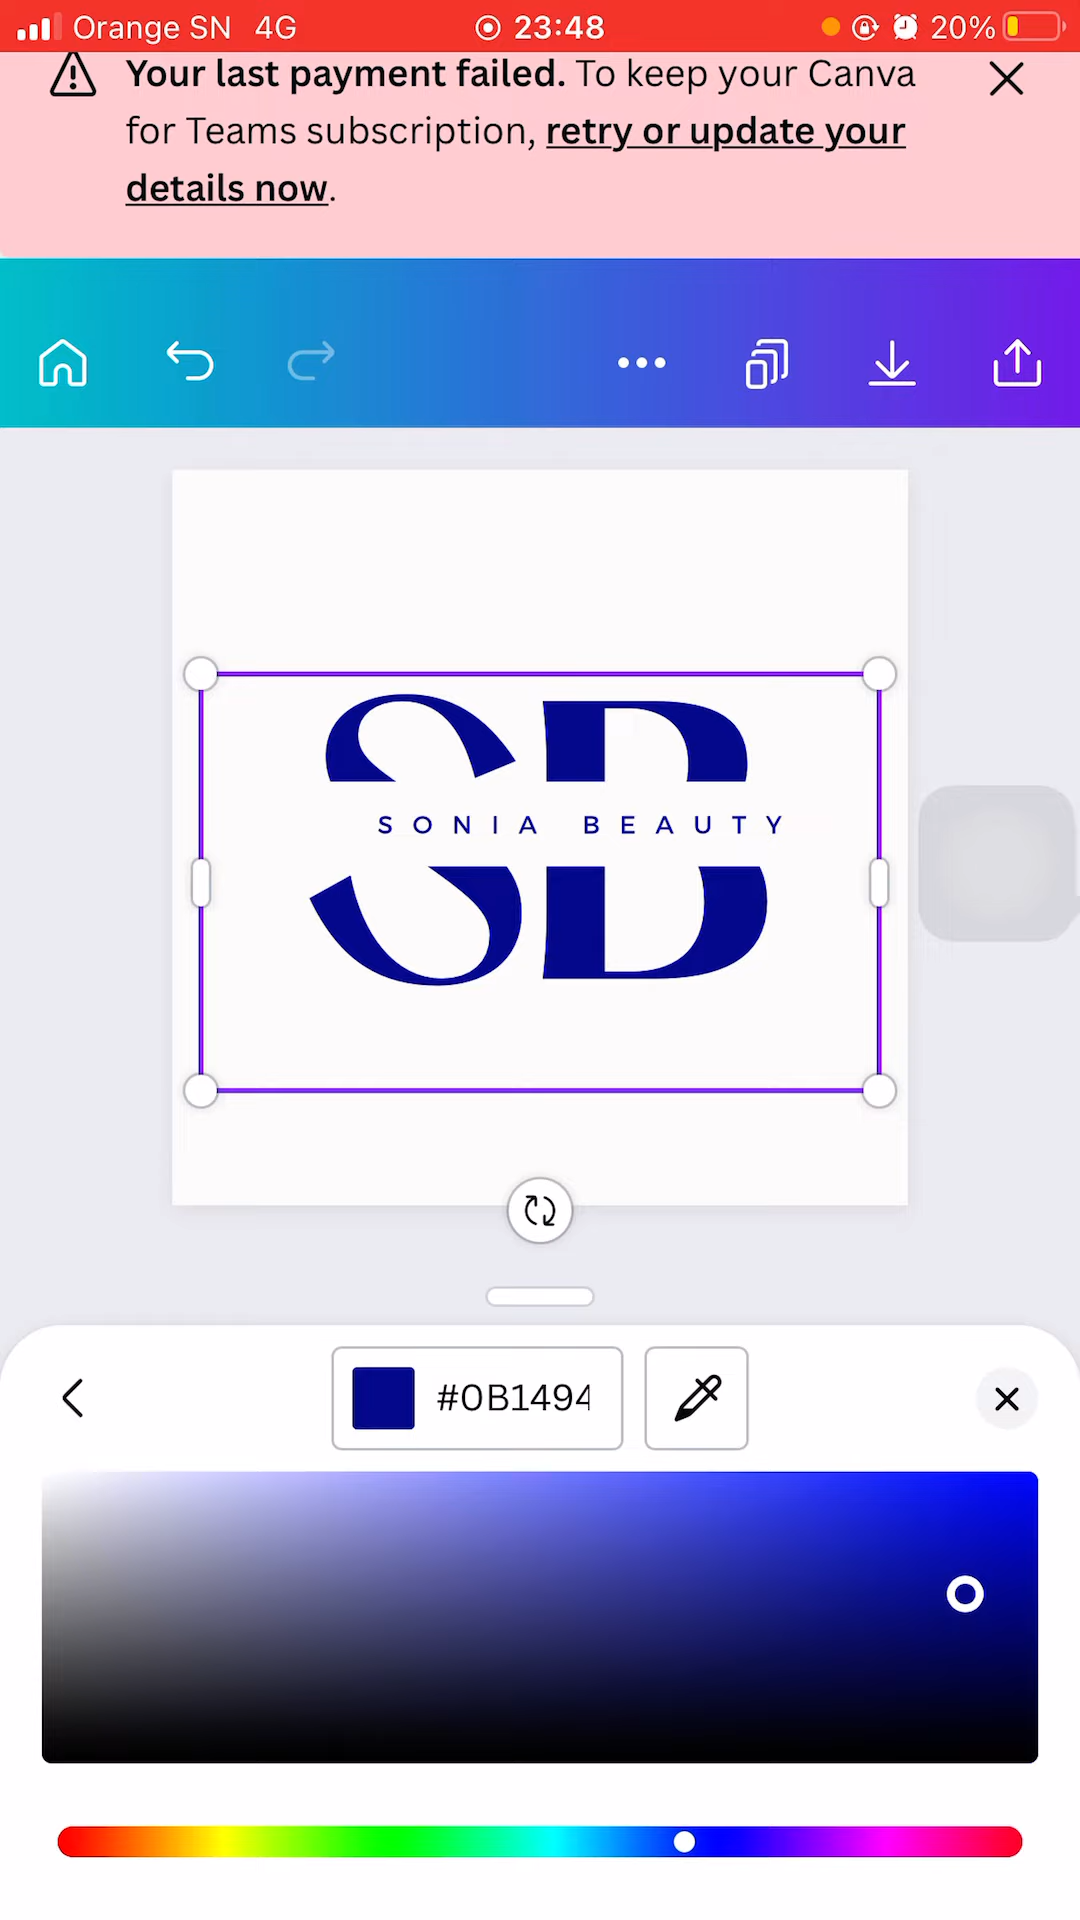 Orange SN 4G 23:48 20%
Your last payment failed. To keep your Canva
for Teams subscription, retry or update your
details now.
SB
SONIA BEAUTY
#0B1494